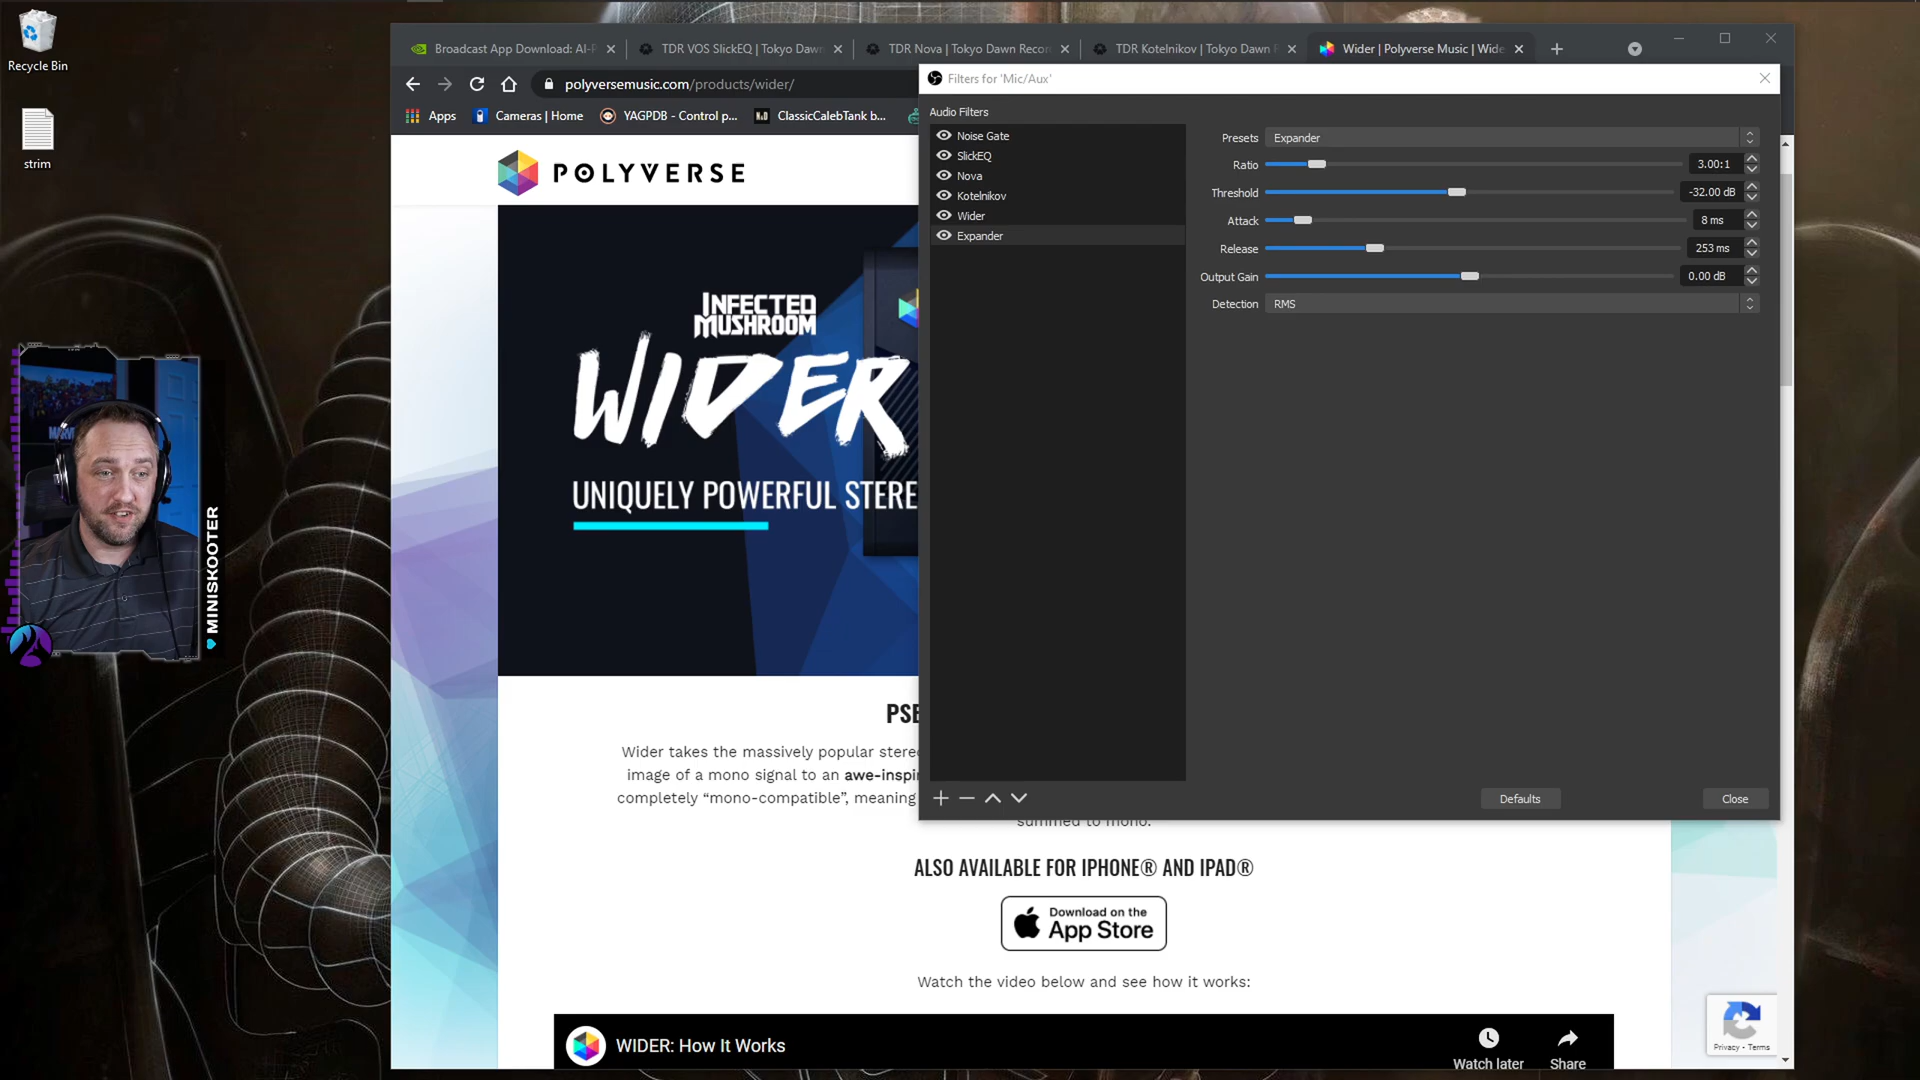 Recycle Bin
strim
MINISKOOTER
Broadcast App Download: AI-P
TDR VOS SlickEQ | Tokyo Dawn
TDR Nova | Tokyo Dawn Recor
TDR Kotelnikov | Tokyo Dawn R
Wider | Polyverse Music | Wide
polyversemusic.com/products/wider/
Apps
Cameras | Home
YAGPDB - Control p...
ClassicCalebTank b...
POLYVERSE
INFECTED
MUSHROOM
WIDER
UNIQUELY POWERFUL STERE
PSE
Wider takes the massively popular stere
image of a mono signal to an awe-inspi
completely “mono-compatible”, meaning
summed to mono.
ALSO AVAILABLE FOR IPHONE® AND IPAD®
Download on the
App Store
Watch the video below and see how it works:
WIDER: How It Works
Watch later
Share
Privacy - Terms
Filters for 'Mic/Aux'
Audio Filters
Noise Gate
SlickEQ
Nova
Kotelnikov
Wider
Expander
Presets Expander
Ratio 3.00:1
Threshold -32.00 dB
Attack 8 ms
Release 253 ms
Output Gain 0.00 dB
Detection RMS
Defaults
Close